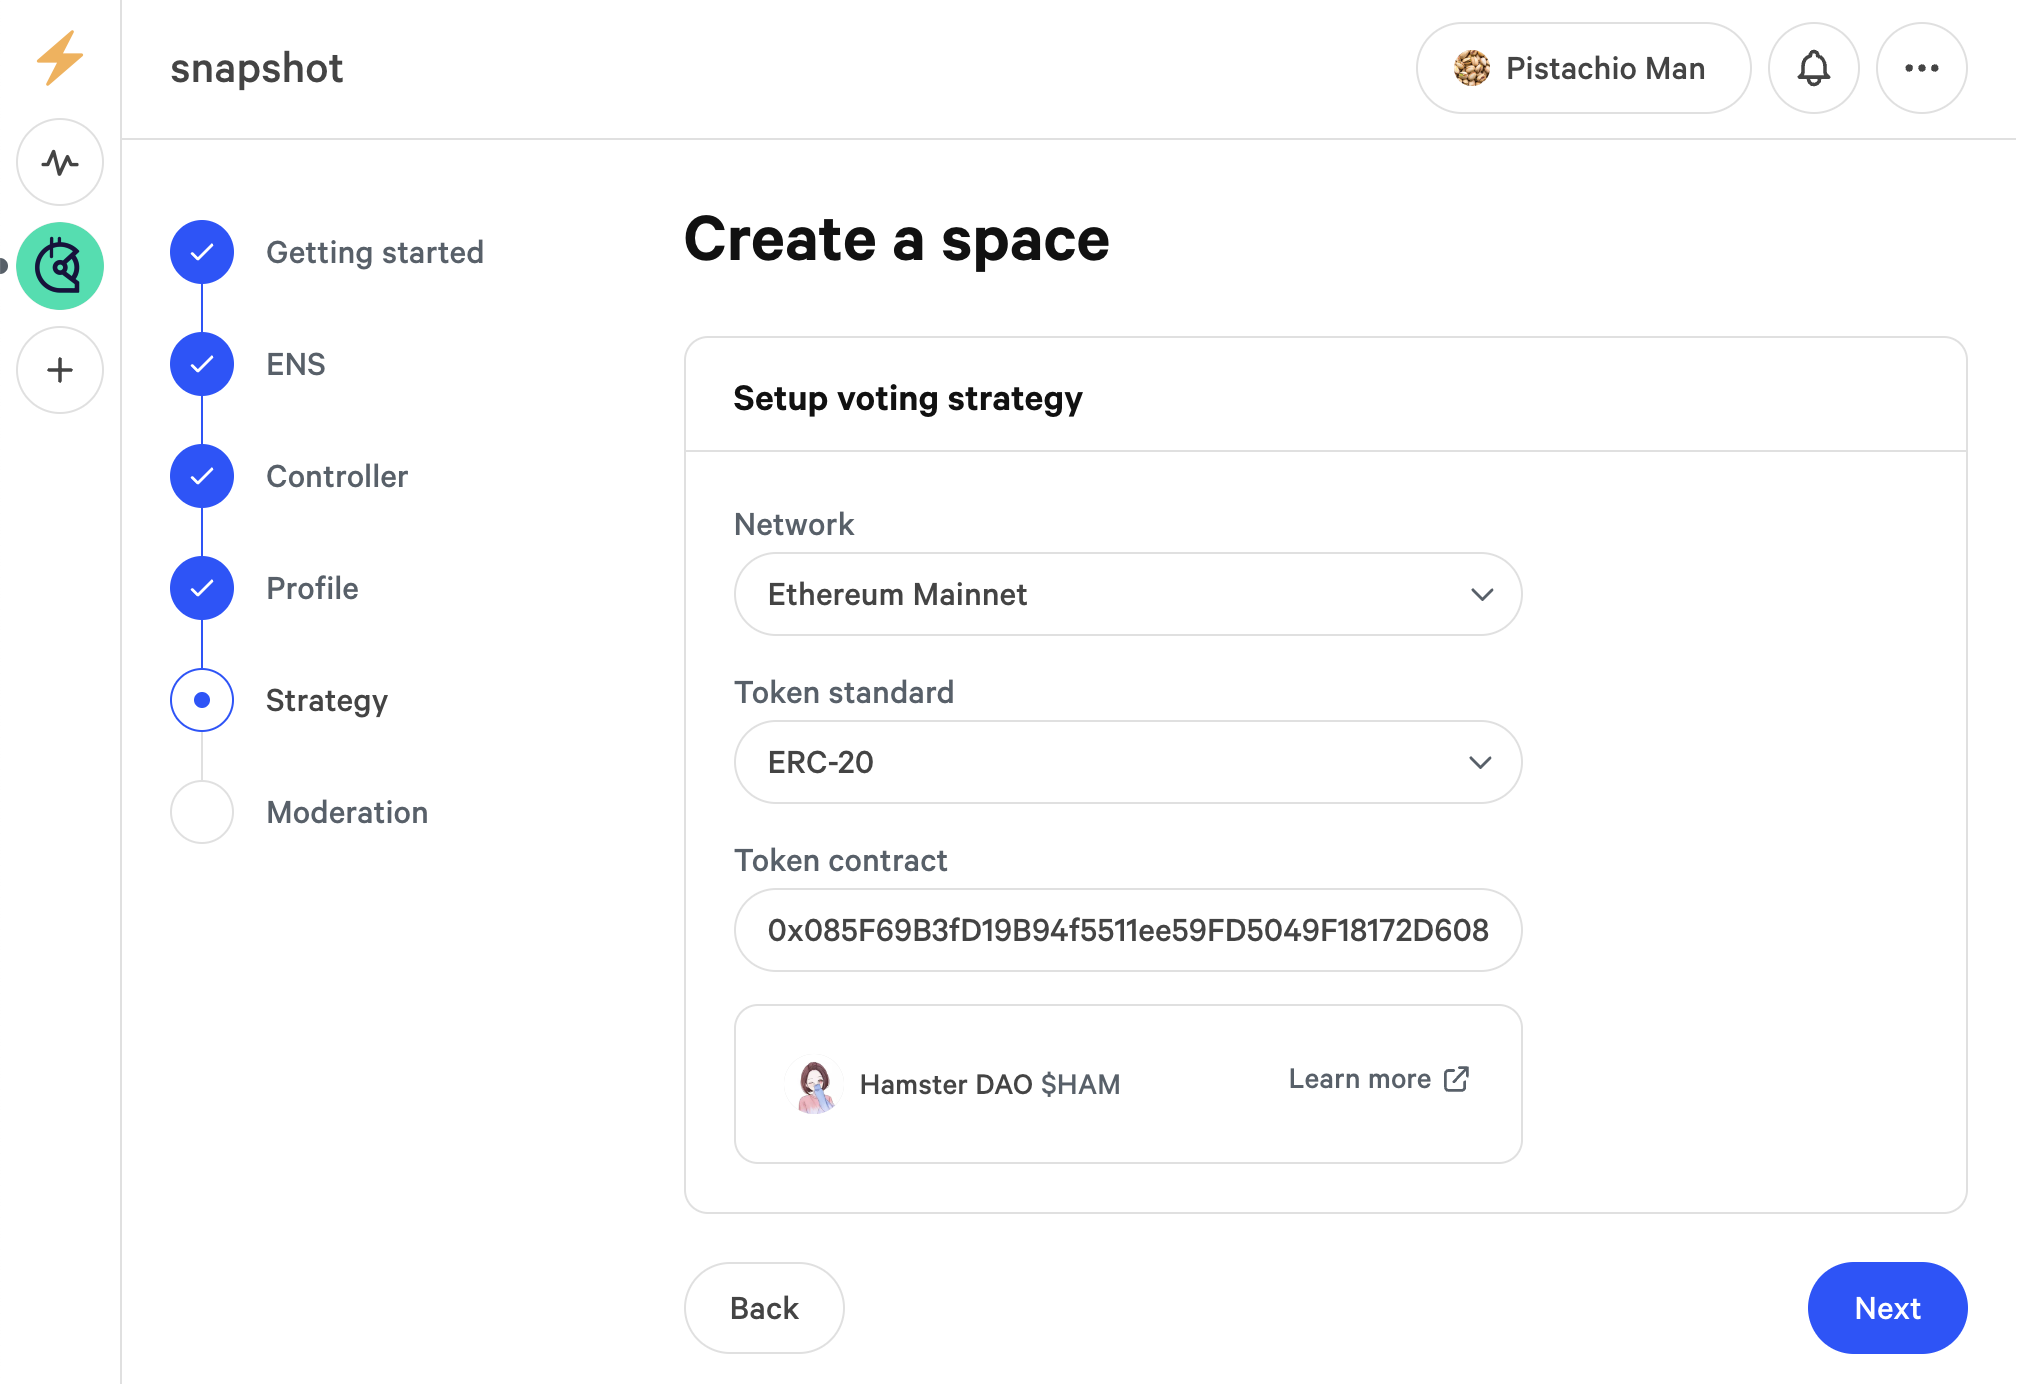 snapshot
Pistachio Man
Getting started
ENS
Controller
Profile
Strategy
Moderation
Create a space
Setup voting strategy
Network
Ethereum Mainnet
Token standard
ERC-20
Token contract
0x085F69B3fD19B94f5511ee59FD5049F18172D608
Hamster DAO $HAM
Learn more
Back
Next